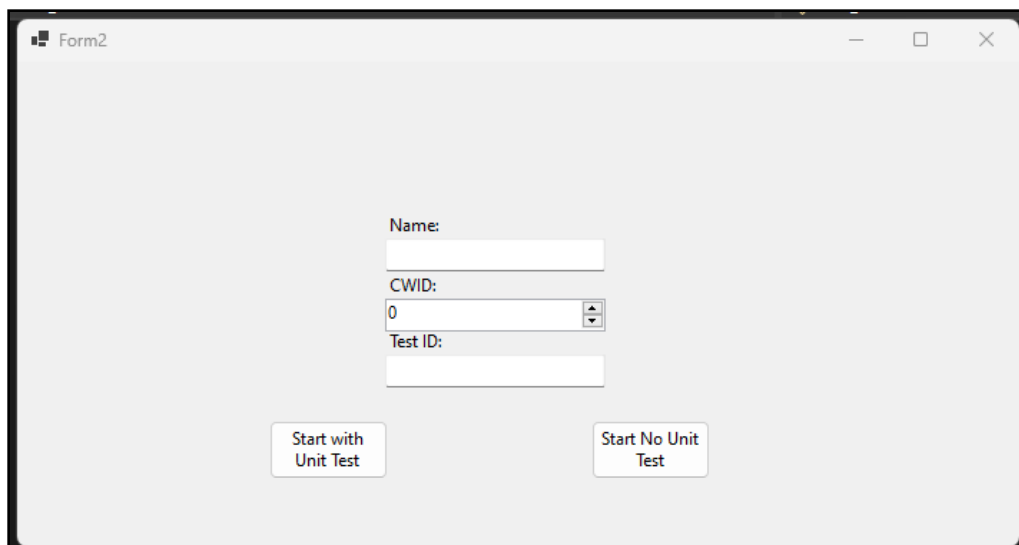 Form2
Name:
CWID:
0
Test ID:
Start with
Unit Test
Start No Unit
Test